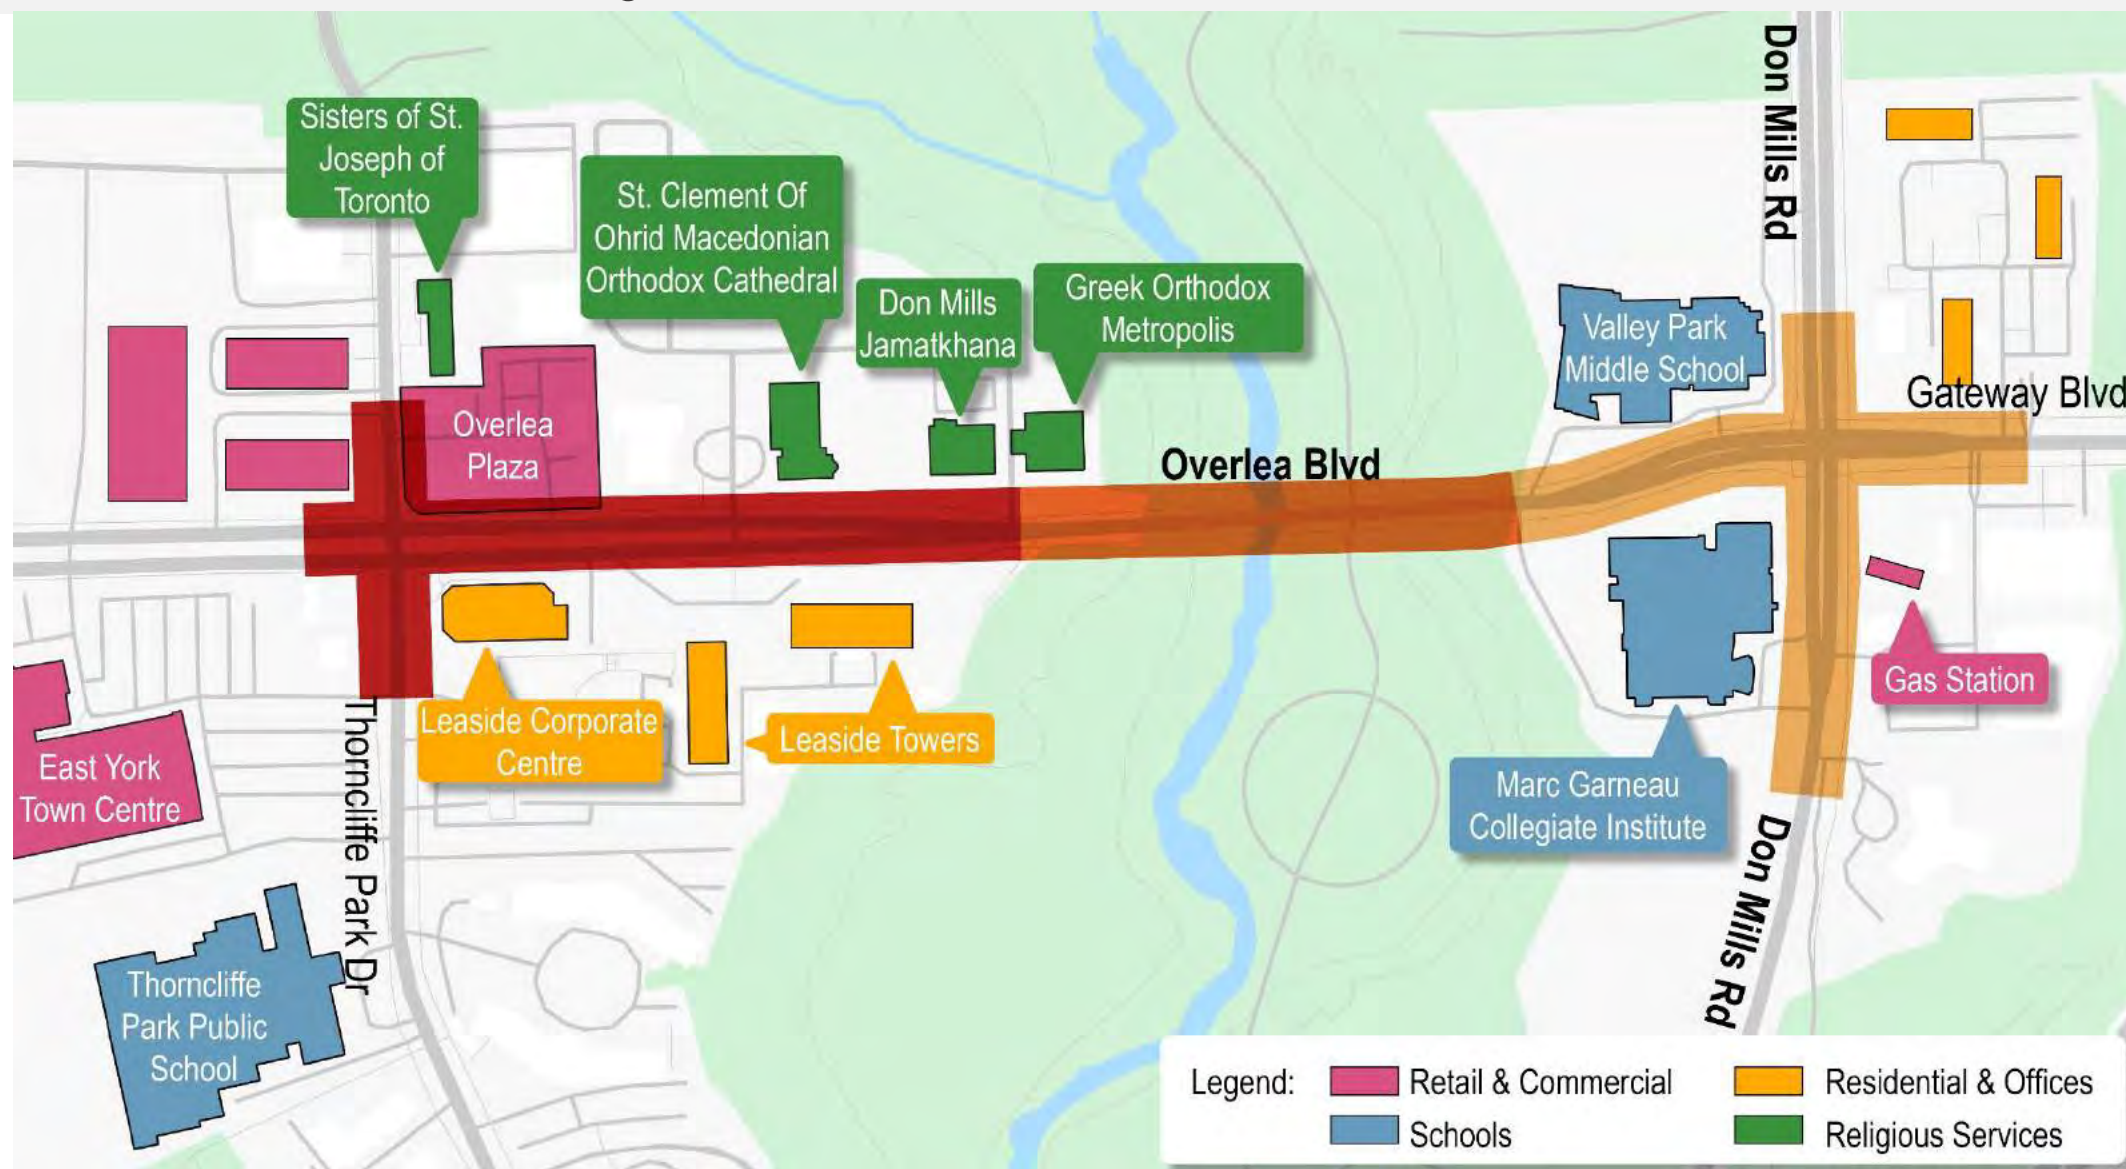 Don Mills Rd
Sisters of St.
Joseph of
Toronto
St. Clement Of
Ohrid Macedonian
Orthodox Cathedral
Don Mills
Jamatkhana
Greek Orthodox
Metropolis
Valley Park
Middle School
Gateway Blvd
Overlea
Plaza
Overlea Blvd
Gas Station
Leaside Corporate
Centre
Leaside Towers
Thorncliffe Park Dr
East York
Town Centre
Marc Garneau
Collegiate Institute
Don Mills Rd
Thorncliffe
Park Public
School
Legend:
Retail & Commercial
Residential & Offices
Schools
Religious Services